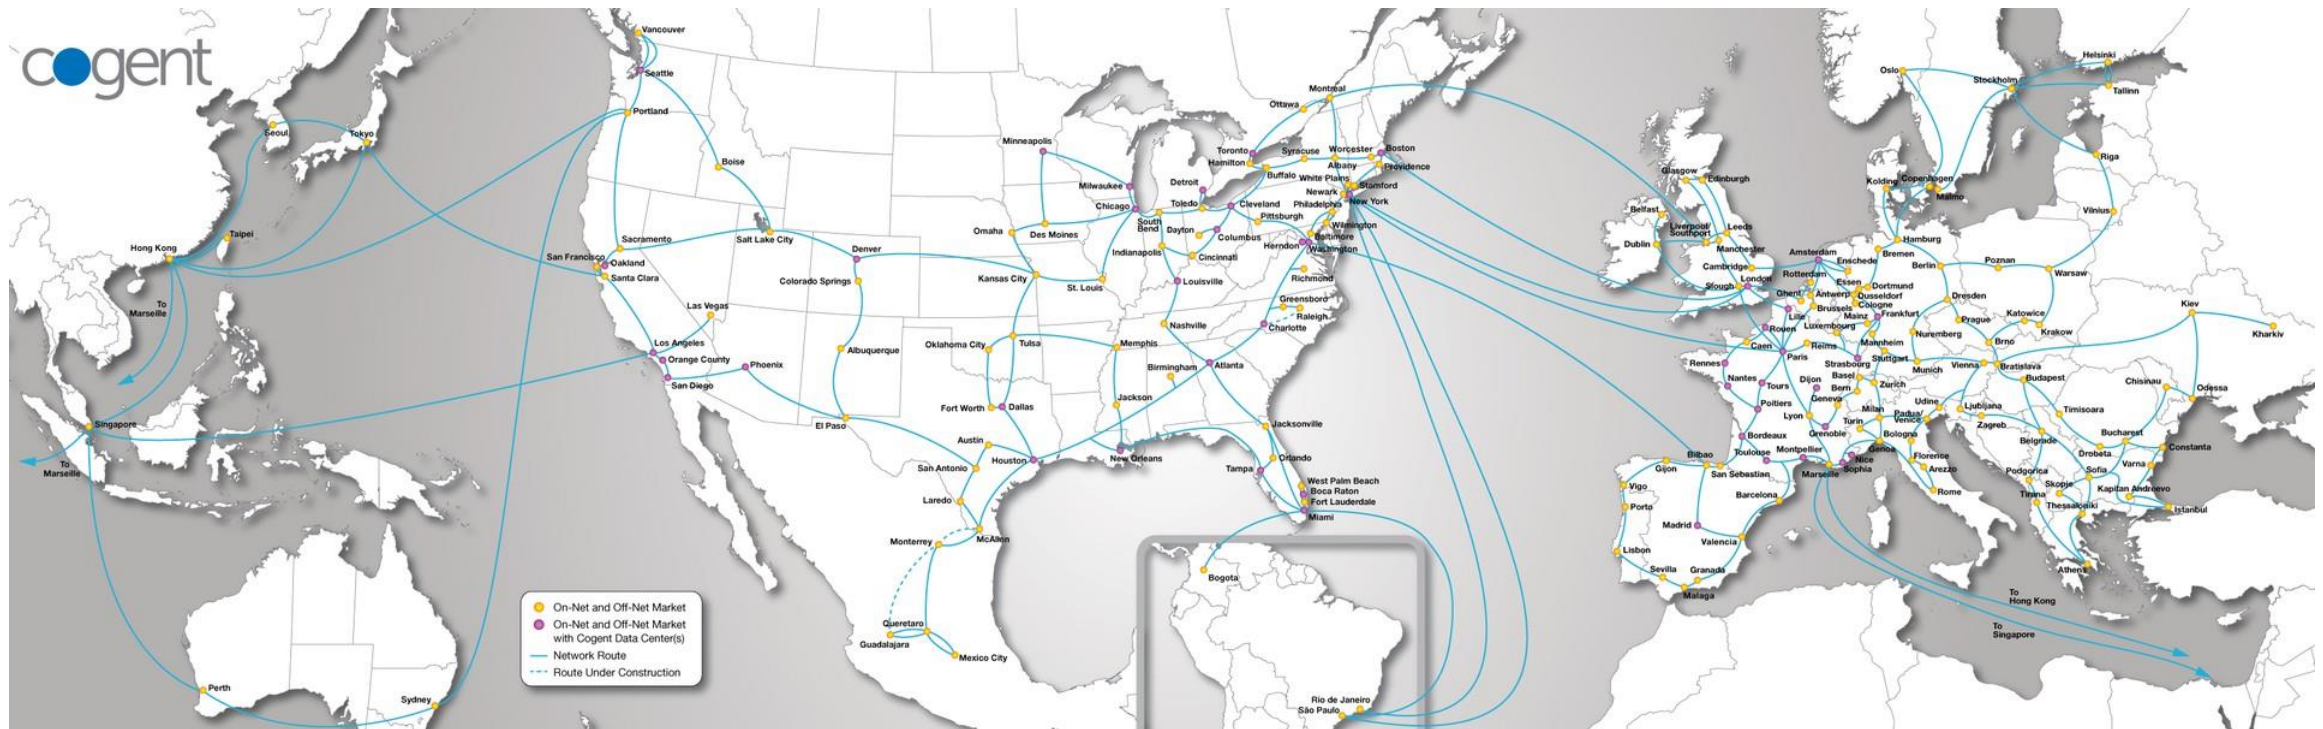 cogent
Vancouver
Seattle
Portland
Boise
Sacramento
San Francisco
Oakland
Santa Clara
Salt Lake City
Las Vegas
Los Angeles
Orange County
San Diego
Phoenix
Denver
Colorado Springs
Albuquerque
El Paso
Minneapolis
Milwaukee
Chicago
Omaha
Des Moines
Kansas City
St. Louis
Oklahoma City
Tulsa
Fort Worth
Dallas
Austin
San Antonio
Houston
Laredo
McAllen
Monterrey
Queretaro
Guadalajara
Mexico City
Memphis
Jackson
New Orleans
Birmingham
Nashville
Louisville
Atlanta
South
Bend
Indianapolis
Detroit
Toledo
Dayton
Columbus
Cincinnati
Cleveland
Pittsburgh
Toronto
Hamilton
Buffalo
Ottawa
Montreal
Syracuse
Albany
Worcester
Boston
Providence
White Plains
Stamford
Newark
New York
Philadelphia
Wilmington
Baltimore
Herndon
Washington
Richmond
Greensboro
Raleigh
Charlotte
Jacksonville
Orlando
Tampa
West Palm Beach
Boca Raton
Fort Lauderdale
Miami
Bogota
Rio de Janeiro
São Paulo
Seoul
Tokyo
Taipei
Hong Kong
To
Marseille
Singapore
To
Marseille
Perth
Sydney
On-Net and Off-Net Market
On-Net and Off-Net Market
with Cogent Data Center(s)
Network Route
Route Under Construction
Oslo
Stockholm
Helsinki
Tallinn
Riga
Vilnius
Kolding
Copenhagen
Malmo
Glasgow
Edinburgh
Belfast
Dublin
Liverpool/
Southport
Leeds
Manchester
Cambridge
London
Slough
Amsterdam
Rotterdam
Enschede
Essen
Dortmund
Dusseldorf
Cologne
Ghent
Antwerp
Brussels
Lille
Luxembourg
Mainz
Frankfurt
Mannheim
Hamburg
Bremen
Berlin
Poznan
Warsaw
Dresden
Prague
Katowice
Krakow
Nuremberg
Brno
Stuttgart
Munich
Vienna
Bratislava
Budapest
Kiev
Kharkiv
Chisinau
Odessa
Rouen
Caen
Paris
Reims
Strasbourg
Rennes
Nantes
Tours
Poitiers
Dijon
Basel
Bern
Zurich
Geneva
Lyon
Grenoble
Milan
Turin
Padua/
Venice
Udine
Ljubljana
Zagreb
Bologna
Genoa
Florence
Arezzo
Rome
Bordeaux
Toulouse
Montpellier
Nice
Sophia
Marseille
Bilbao
Gijon
San Sebastian
Barcelona
Vigo
Porto
Madrid
Valencia
Lisbon
Sevilla
Granada
Malaga
Timisoara
Belgrade
Bucharest
Drobeta
Constanta
Varna
Sofia
Podgorica
Skopje
Tirana
Kapitan Andreevo
Thessaloniki
Istanbul
Athens
To
Hong Kong
To
Singapore